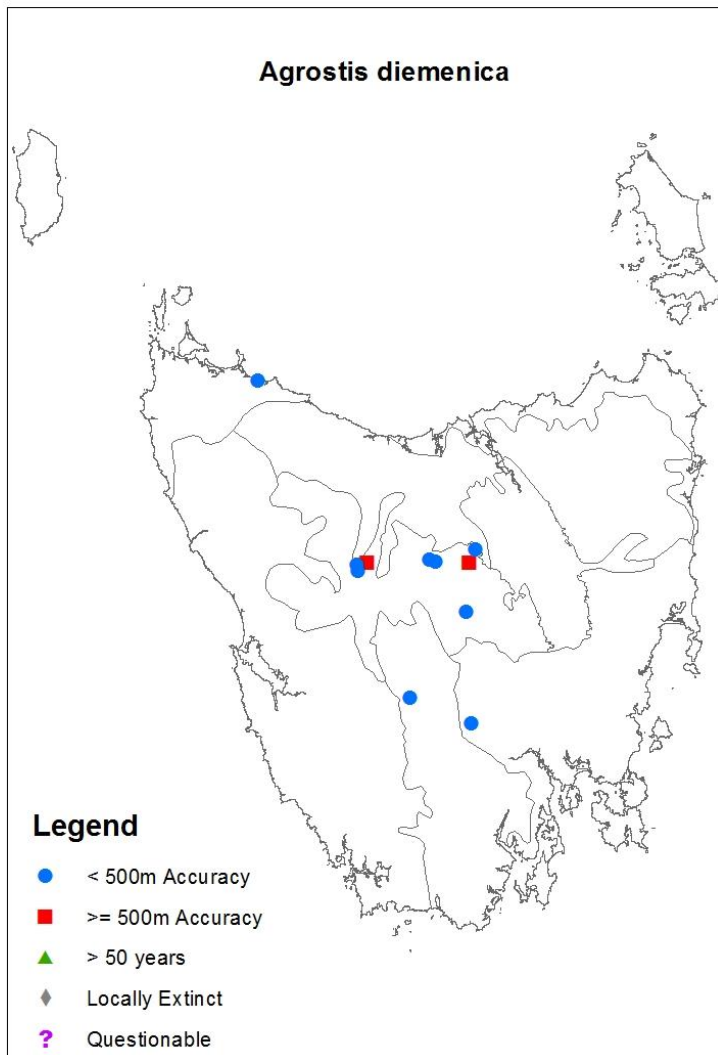 Agrostis diemenica
Legend
< 500m Accuracy
>= 500m Accuracy
> 50 years
Locally Extinct
? Questionable